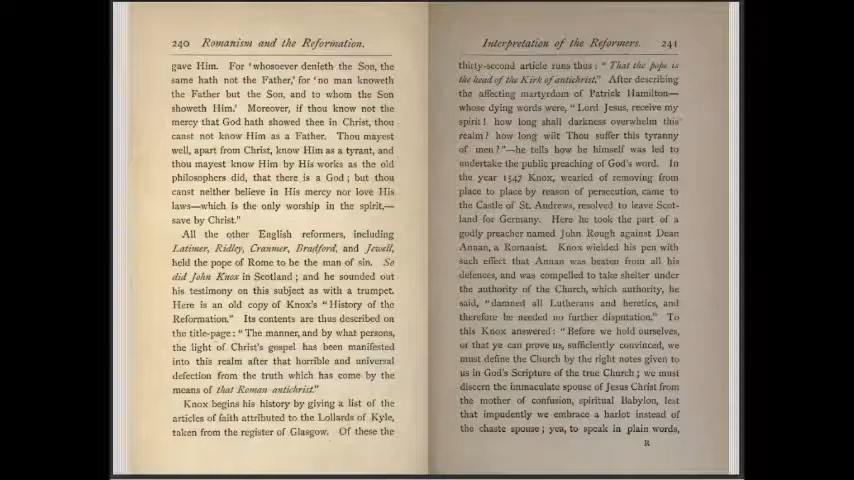 240 Romanism and the Reformation.
gave Him. For ‘whosoever denieth the Son, the
same hath not the Father,’ for ‘no man knoweth
the Father but the Son, and to whom the Son
showeth Him.’ Moreover, if thou know not the
mercy that God hath showed thee in Christ, thou
canst not know Him as a Father. Thou mayest
well, apart from Christ, know Him as a tyrant, and
thou mayest know Him by His works as the old
philosophers did, that there is a God; but thou
canst neither believe in His mercy nor love His
laws—which is the only worship in the spirit,—
save by Christ.”
All the other English reformers, including
Latimer, Ridley, Cranmer, Bradford, and Jewell,
held the pope of Rome to be the man of sin. So
did John Knox in Scotland; and he sounded out
his testimony on this subject as with a trumpet.
Here is an old copy of Knox's “History of the
Reformation.” Its contents are thus described on
the title-page: “The manner, and by what persons,
the light of Christ's gospel has been manifested
into this realm after that horrible and universal
defection from the truth which has come by the
means of that Roman antichrist.”
Knox begins his history by giving a list of the
articles of faith attributed to the Lollards of Kyle,
taken from the register of Glasgow. Of these the
Interpretation of the Reformers. 241
thirty-second article runs thus: “That the pope is
the head of the Kirk of antichrist.” After describing
the affecting martyrdom of Patrick Hamilton—
whose dying words were, “Lord Jesus, receive my
spirit! how long shall darkness overwhelm this
realm? how long wilt Thou suffer this tyranny
of men?”—he tells how he himself was led to
undertake the public preaching of God's word. In
the year 1547 Knox, wearied of removing from
place to place by reason of persecution, came to
the Castle of St. Andrews, resolved to leave Scot-
land for Germany. Here he took the part of a
godly preacher named John Rough against Dean
Annan, a Romanist. Knox wielded his pen with
such effect that Annan was beaten from all his
defences, and was compelled to take shelter under
the authority of the Church, which authority, he
said, “damned all Lutherans and heretics, and
therefore he needed no further disputation.” To
this Knox answered: “Before we hold ourselves,
or that ye can prove us, sufficiently convinced, we
must define the Church by the right notes given to
us in God's Scripture of the true Church; we must
discern the immaculate spouse of Jesus Christ from
the mother of confusion, spiritual Babylon, lest
that impudently we embrace a harlot instead of
the chaste spouse; yea, to speak in plain words,
R